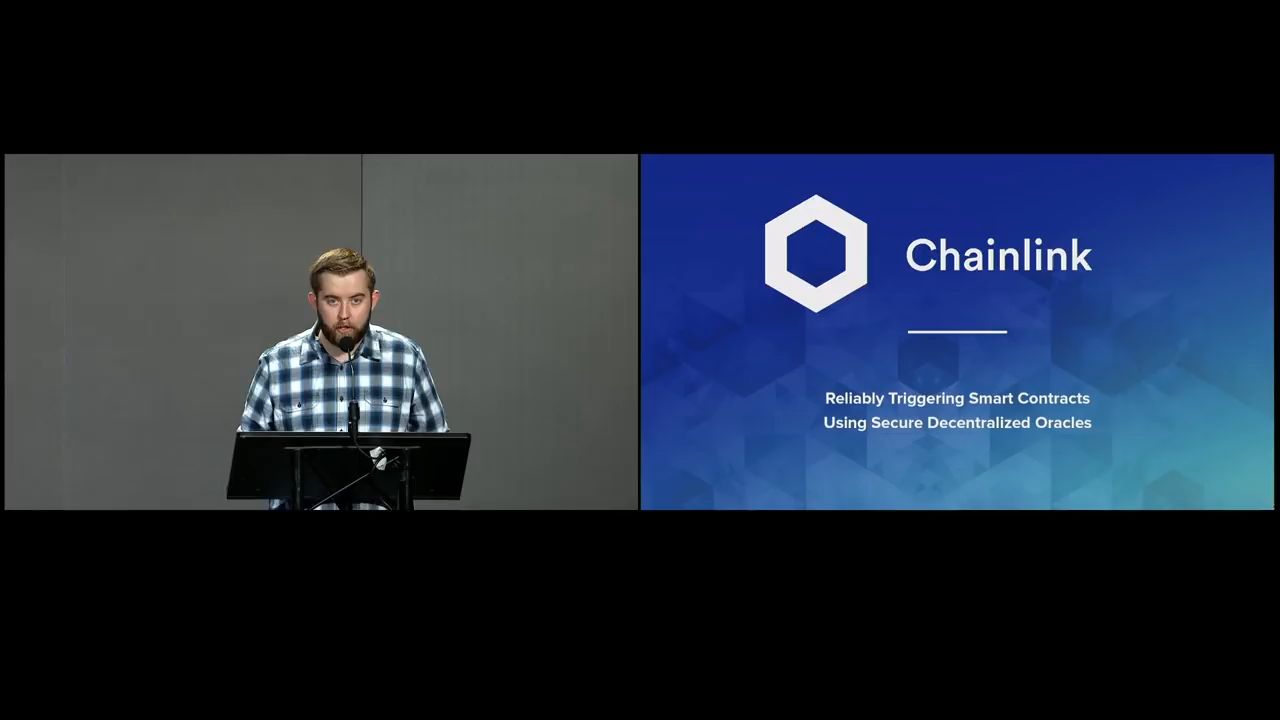 Chainlink
Reliably Triggering Smart Contracts
Using Secure Decentralized Oracles